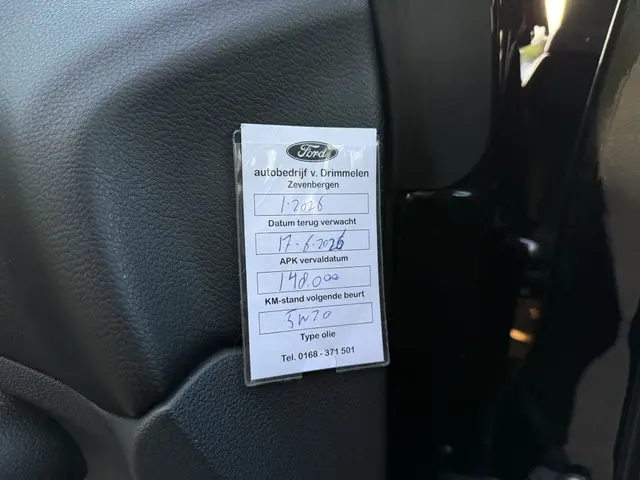 Ford
autobedrijf v. Drimmelen
Zevenbergen
1-2026
Datum terug verwacht
17-6-2026
APK vervaldatum
148.000
KM-stand volgende beurt
5W20
Type olie
Tel. 0168 - 371 501